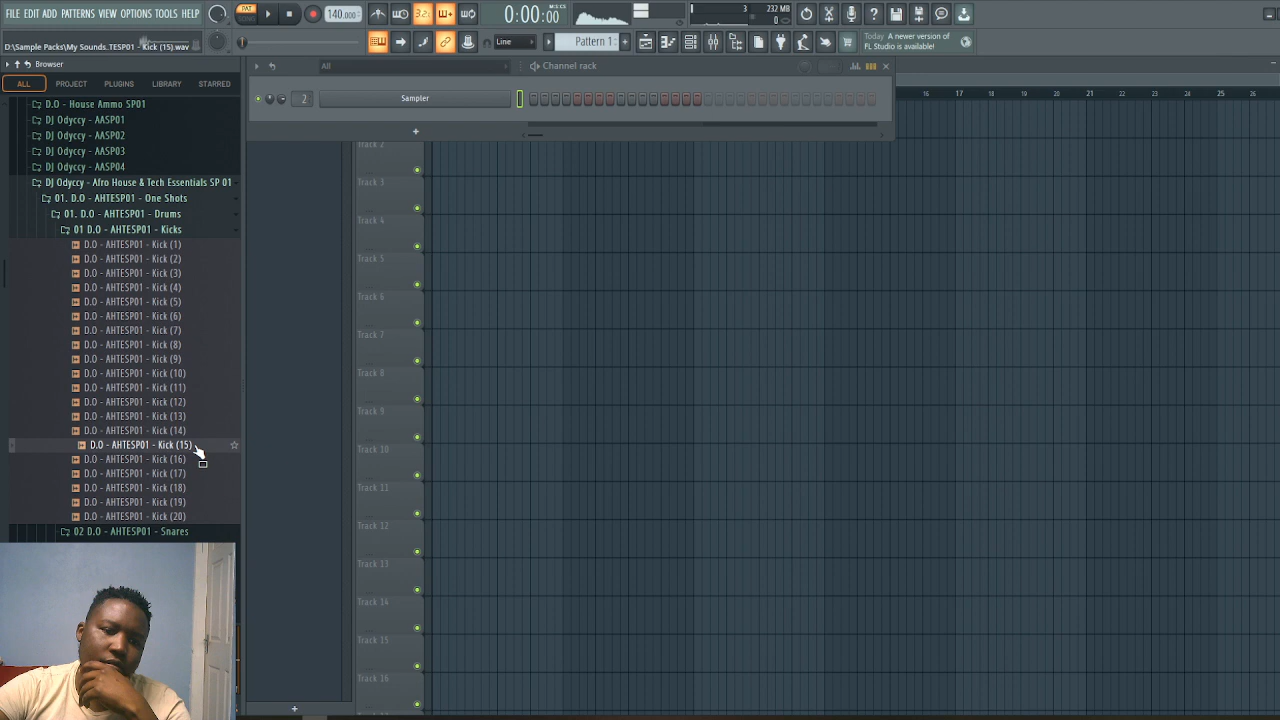 FILE EDIT ADD PATTERNS VIEW OPTIONS TOOLS HELP
PAT
SONG
140.000
32x
0:00:00
M:S:CS
3
232 MB
0
D:\Sample Packs\My Sounds.TESP01 - Kick (15).wav
Line
Pattern 1
Today
A newer version of
FL Studio is available!
Browser
ALL
PROJECT
PLUGINS
LIBRARY
STARRED
D.O - House Ammo SP01
DJ Odyccy - AASP01
DJ Odyccy - AASP02
DJ Odyccy - AASP03
DJ Odyccy - AASP04
DJ Odyccy - Afro House & Tech Essentials SP 01
01. D.O - AHTESP01 - One Shots
01. D.O - AHTESP01 - Drums
01 D.O - AHTESP01 - Kicks
D.O - AHTESP01 - Kick (1)
D.O - AHTESP01 - Kick (2)
D.O - AHTESP01 - Kick (3)
D.O - AHTESP01 - Kick (4)
D.O - AHTESP01 - Kick (5)
D.O - AHTESP01 - Kick (6)
D.O - AHTESP01 - Kick (7)
D.O - AHTESP01 - Kick (8)
D.O - AHTESP01 - Kick (9)
D.O - AHTESP01 - Kick (10)
D.O - AHTESP01 - Kick (11)
D.O - AHTESP01 - Kick (12)
D.O - AHTESP01 - Kick (13)
D.O - AHTESP01 - Kick (14)
D.O - AHTESP01 - Kick (15)
D.O - AHTESP01 - Kick (16)
D.O - AHTESP01 - Kick (17)
D.O - AHTESP01 - Kick (18)
D.O - AHTESP01 - Kick (19)
D.O - AHTESP01 - Kick (20)
02 D.O - AHTESP01 - Snares
All
Channel rack
2
Sampler
+
16 17 18 19 20 21 22 23 24 25 26
Track 2
Track 3
Track 4
Track 5
Track 6
Track 7
Track 8
Track 9
Track 10
Track 11
Track 12
Track 13
Track 14
Track 15
Track 16
+